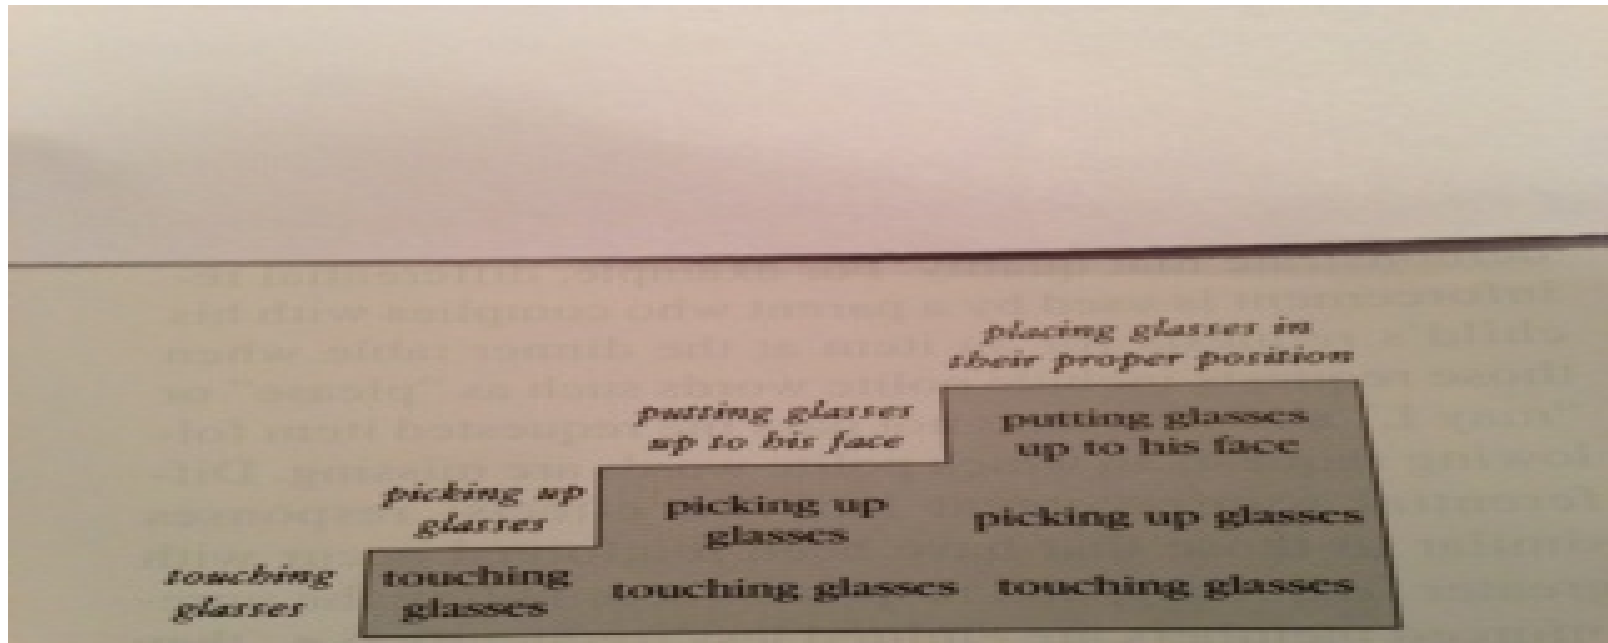 placing glasses in
their proper position
putting glasses
up to his face
putting glasses
up to his face
picking up
glasses
picking up
glasses
picking up glasses
touching
glasses
touching
glasses
touching glasses
touching glasses